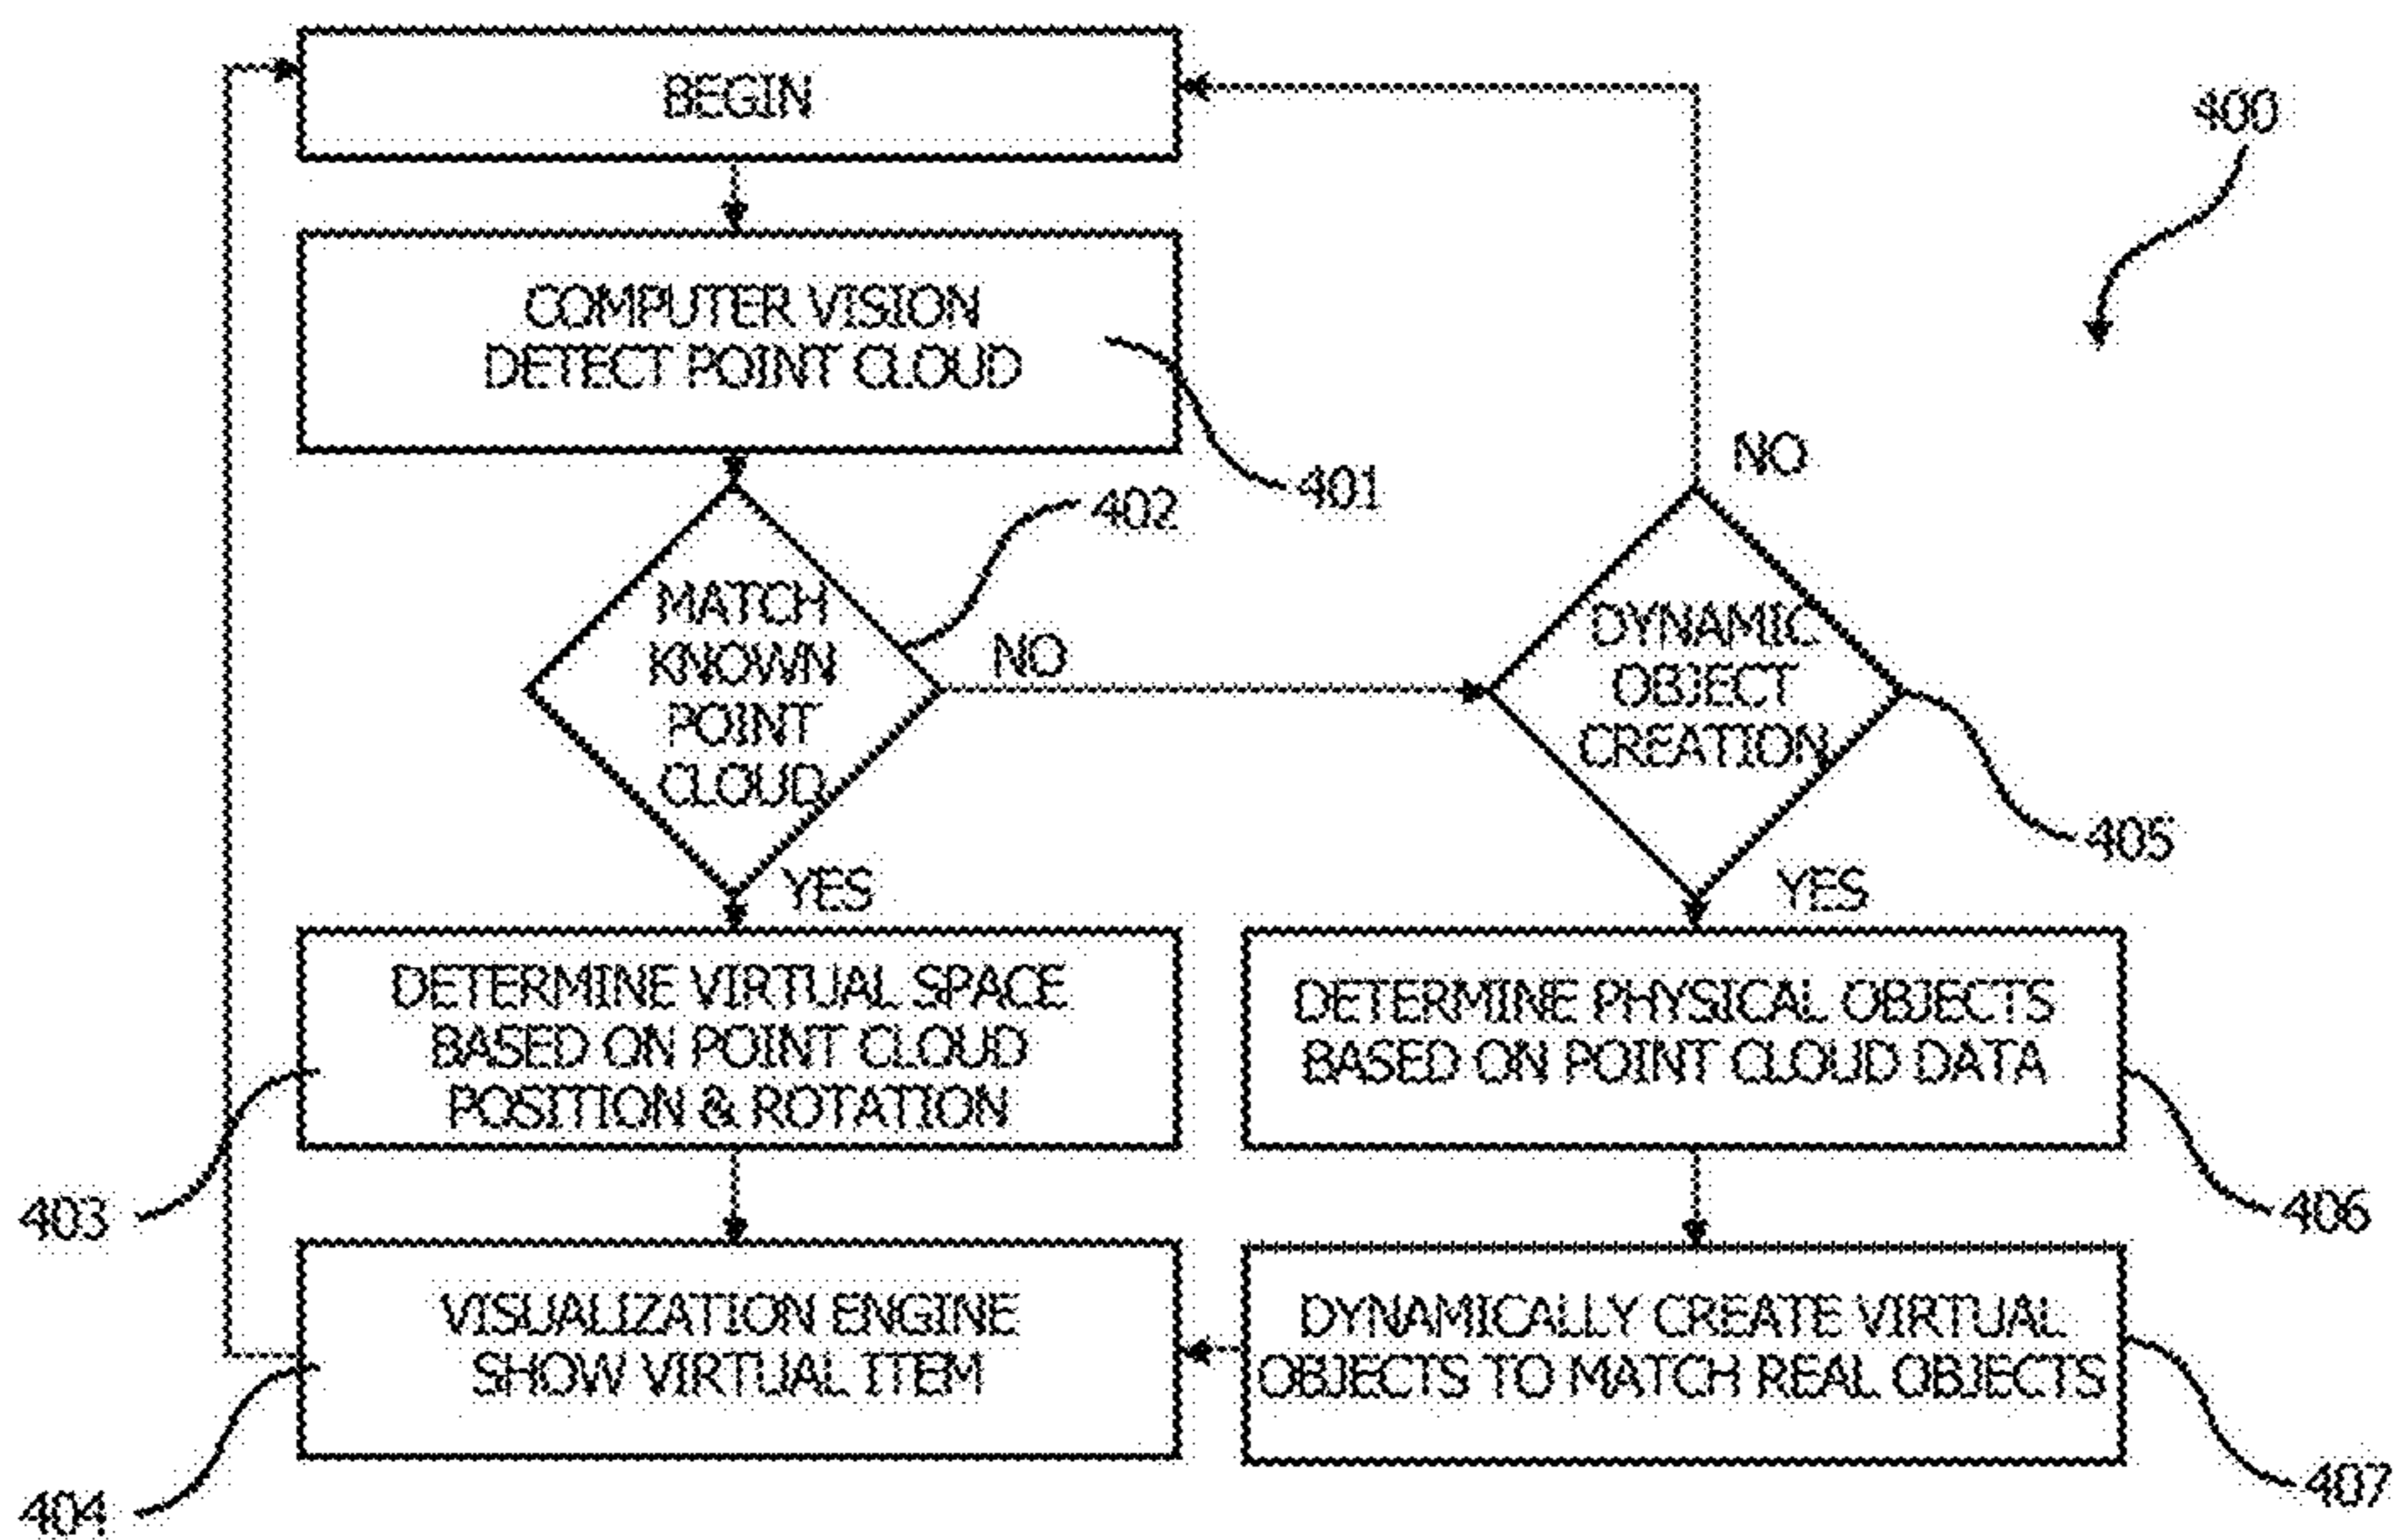 BEGIN
400
COMPUTER VISION
DETECT POINT CLOUD
401
402
MATCH
KNOWN
POINT
CLOUD
NO
YES
NO
DYNAMIC
OBJECT
CREATION
405
YES
DETERMINE VIRTUAL SPACE
BASED ON POINT CLOUD
POSITION & ROTATION
403
DETERMINE PHYSICAL OBJECTS
BASED ON POINT CLOUD DATA
406
VISUALIZATION ENGINE
SHOW VIRTUAL ITEM
404
DYNAMICALLY CREATE VIRTUAL
OBJECTS TO MATCH REAL OBJECTS
407